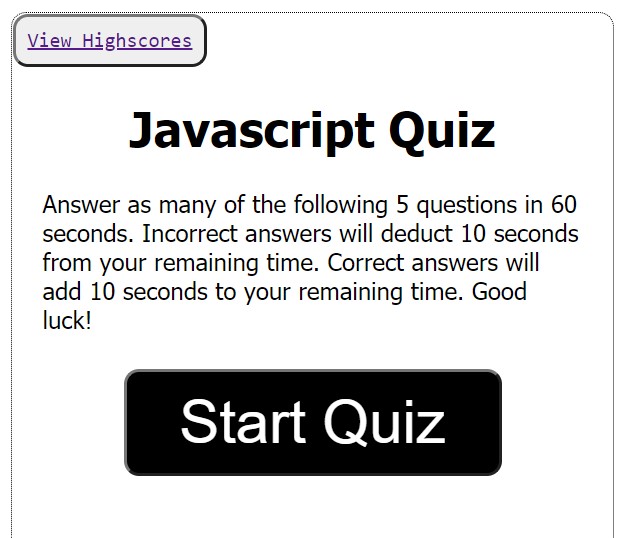 View Highscores
Javascript Quiz
Answer as many of the following 5 questions in 60
seconds. Incorrect answers will deduct 10 seconds
from your remaining time. Correct answers will
add 10 seconds to your remaining time. Good
luck!
Start Quiz